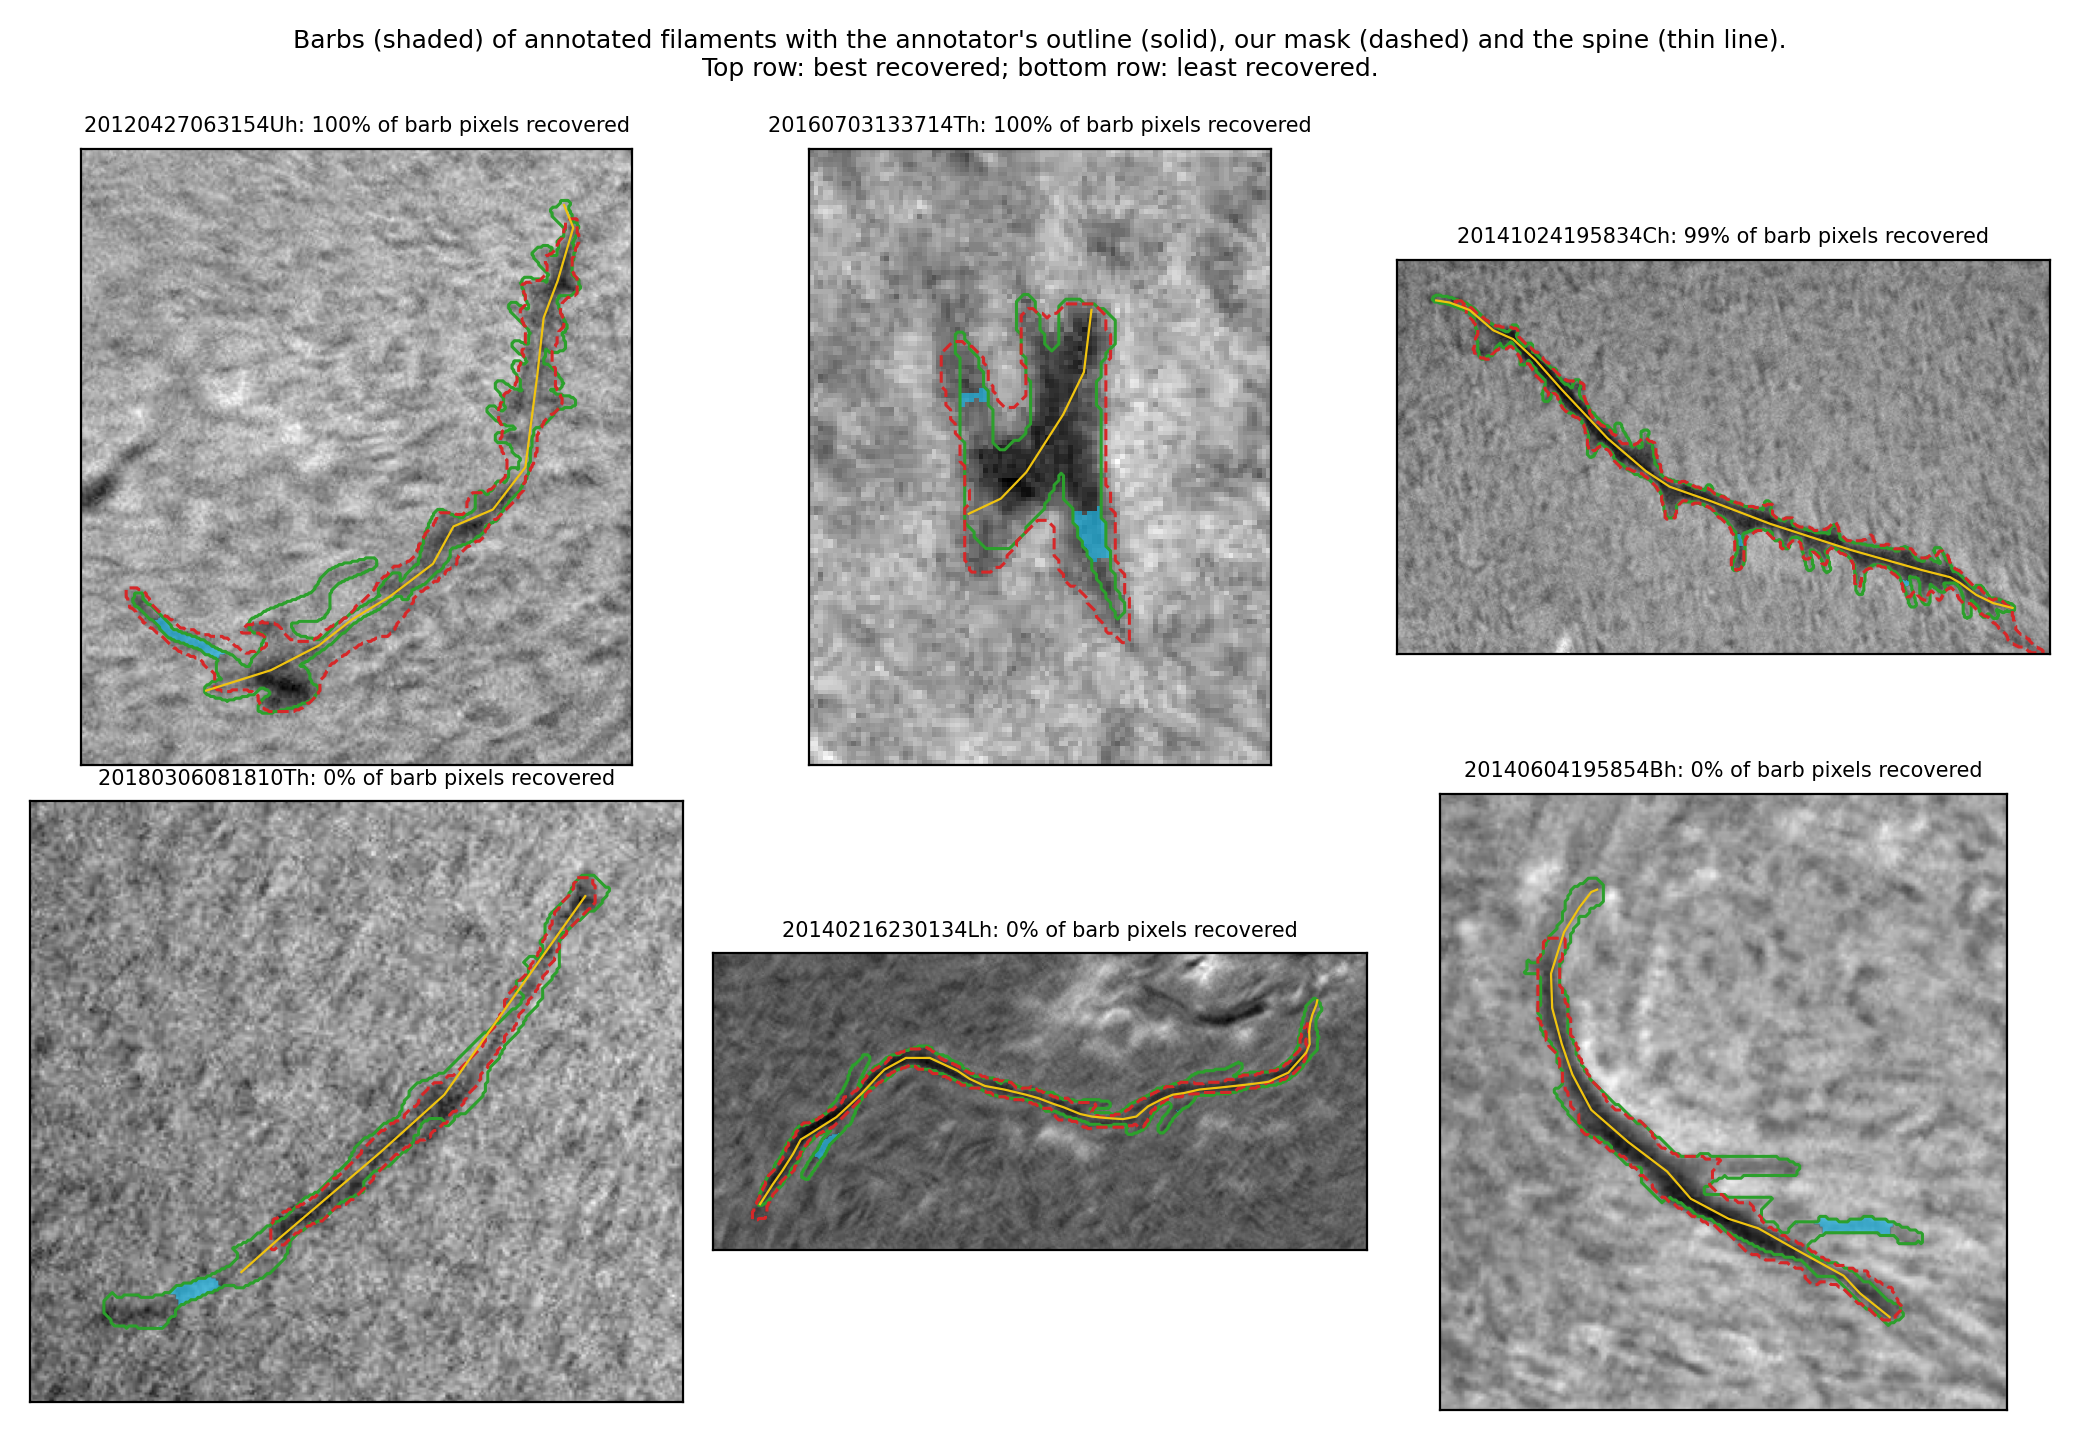 Barbs (shaded) of annotated filaments with the annotator's outline (solid), our mask (dashed) and the spine (thin line).
Top row: best recovered; bottom row: least recovered.
20120427063154Uh: 100% of barb pixels recovered
20160703133714Th: 100% of barb pixels recovered
20141024195834Ch: 99% of barb pixels recovered
20180306081810Th: 0% of barb pixels recovered
20140216230134Lh: 0% of barb pixels recovered
20140604195854Bh: 0% of barb pixels recovered